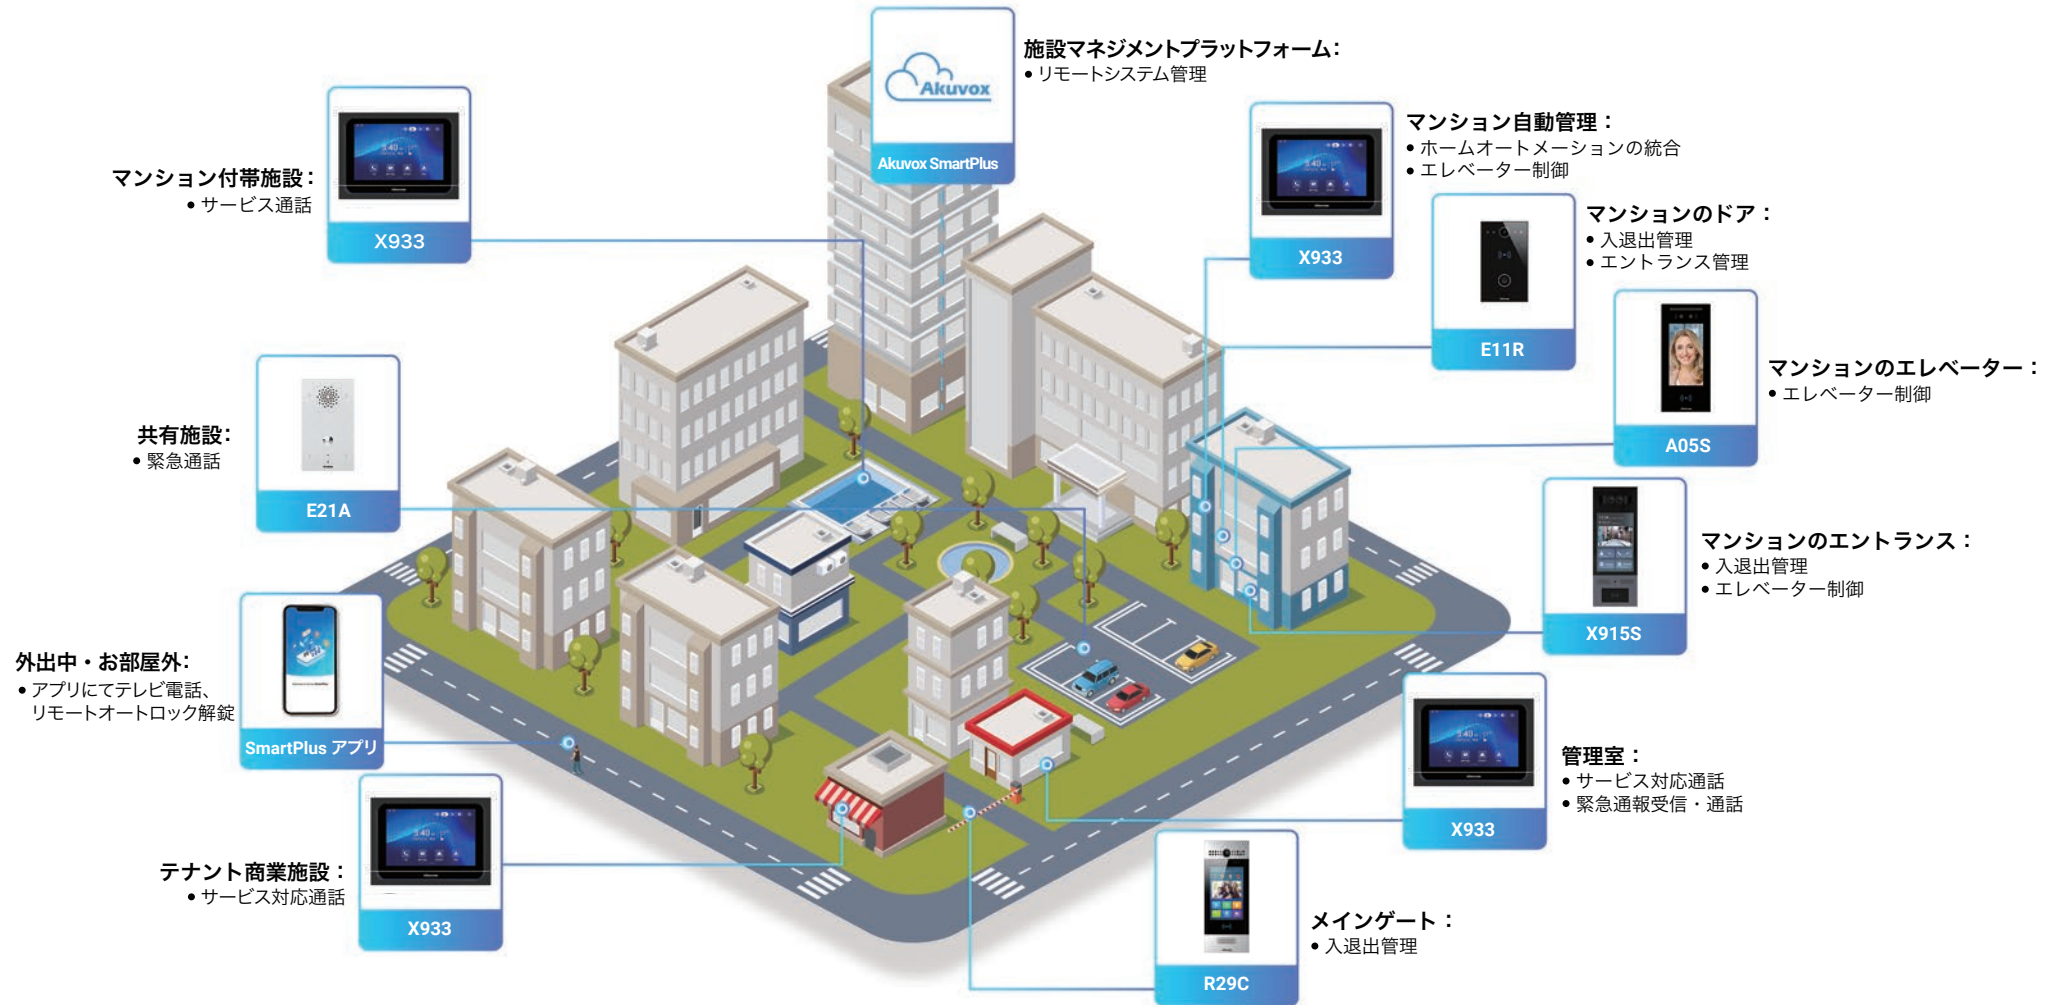 Akuvox
Akuvox SmartPlus
施設マネジメントプラットフォーム:
• リモートシステム管理
X933
マンション付帯施設:
• サービス通話
X933
マンション自動管理:
• ホームオートメーションの統合
• エレベーター制御
E11R
マンションのドア:
• 入退出管理
• エントランス管理
A05S
マンションのエレベーター:
• エレベーター制御
E21A
共有施設:
• 緊急通話
X915S
マンションのエントランス:
• 入退出管理
• エレベーター制御
SmartPlus アプリ
外出中・お部屋外:
• アプリにてテレビ電話、
リモートオートロック解錠
X933
管理室:
• サービス対応通話
• 緊急通報受信・通話
X933
テナント商業施設:
• サービス対応通話
R29C
メインゲート:
• 入退出管理